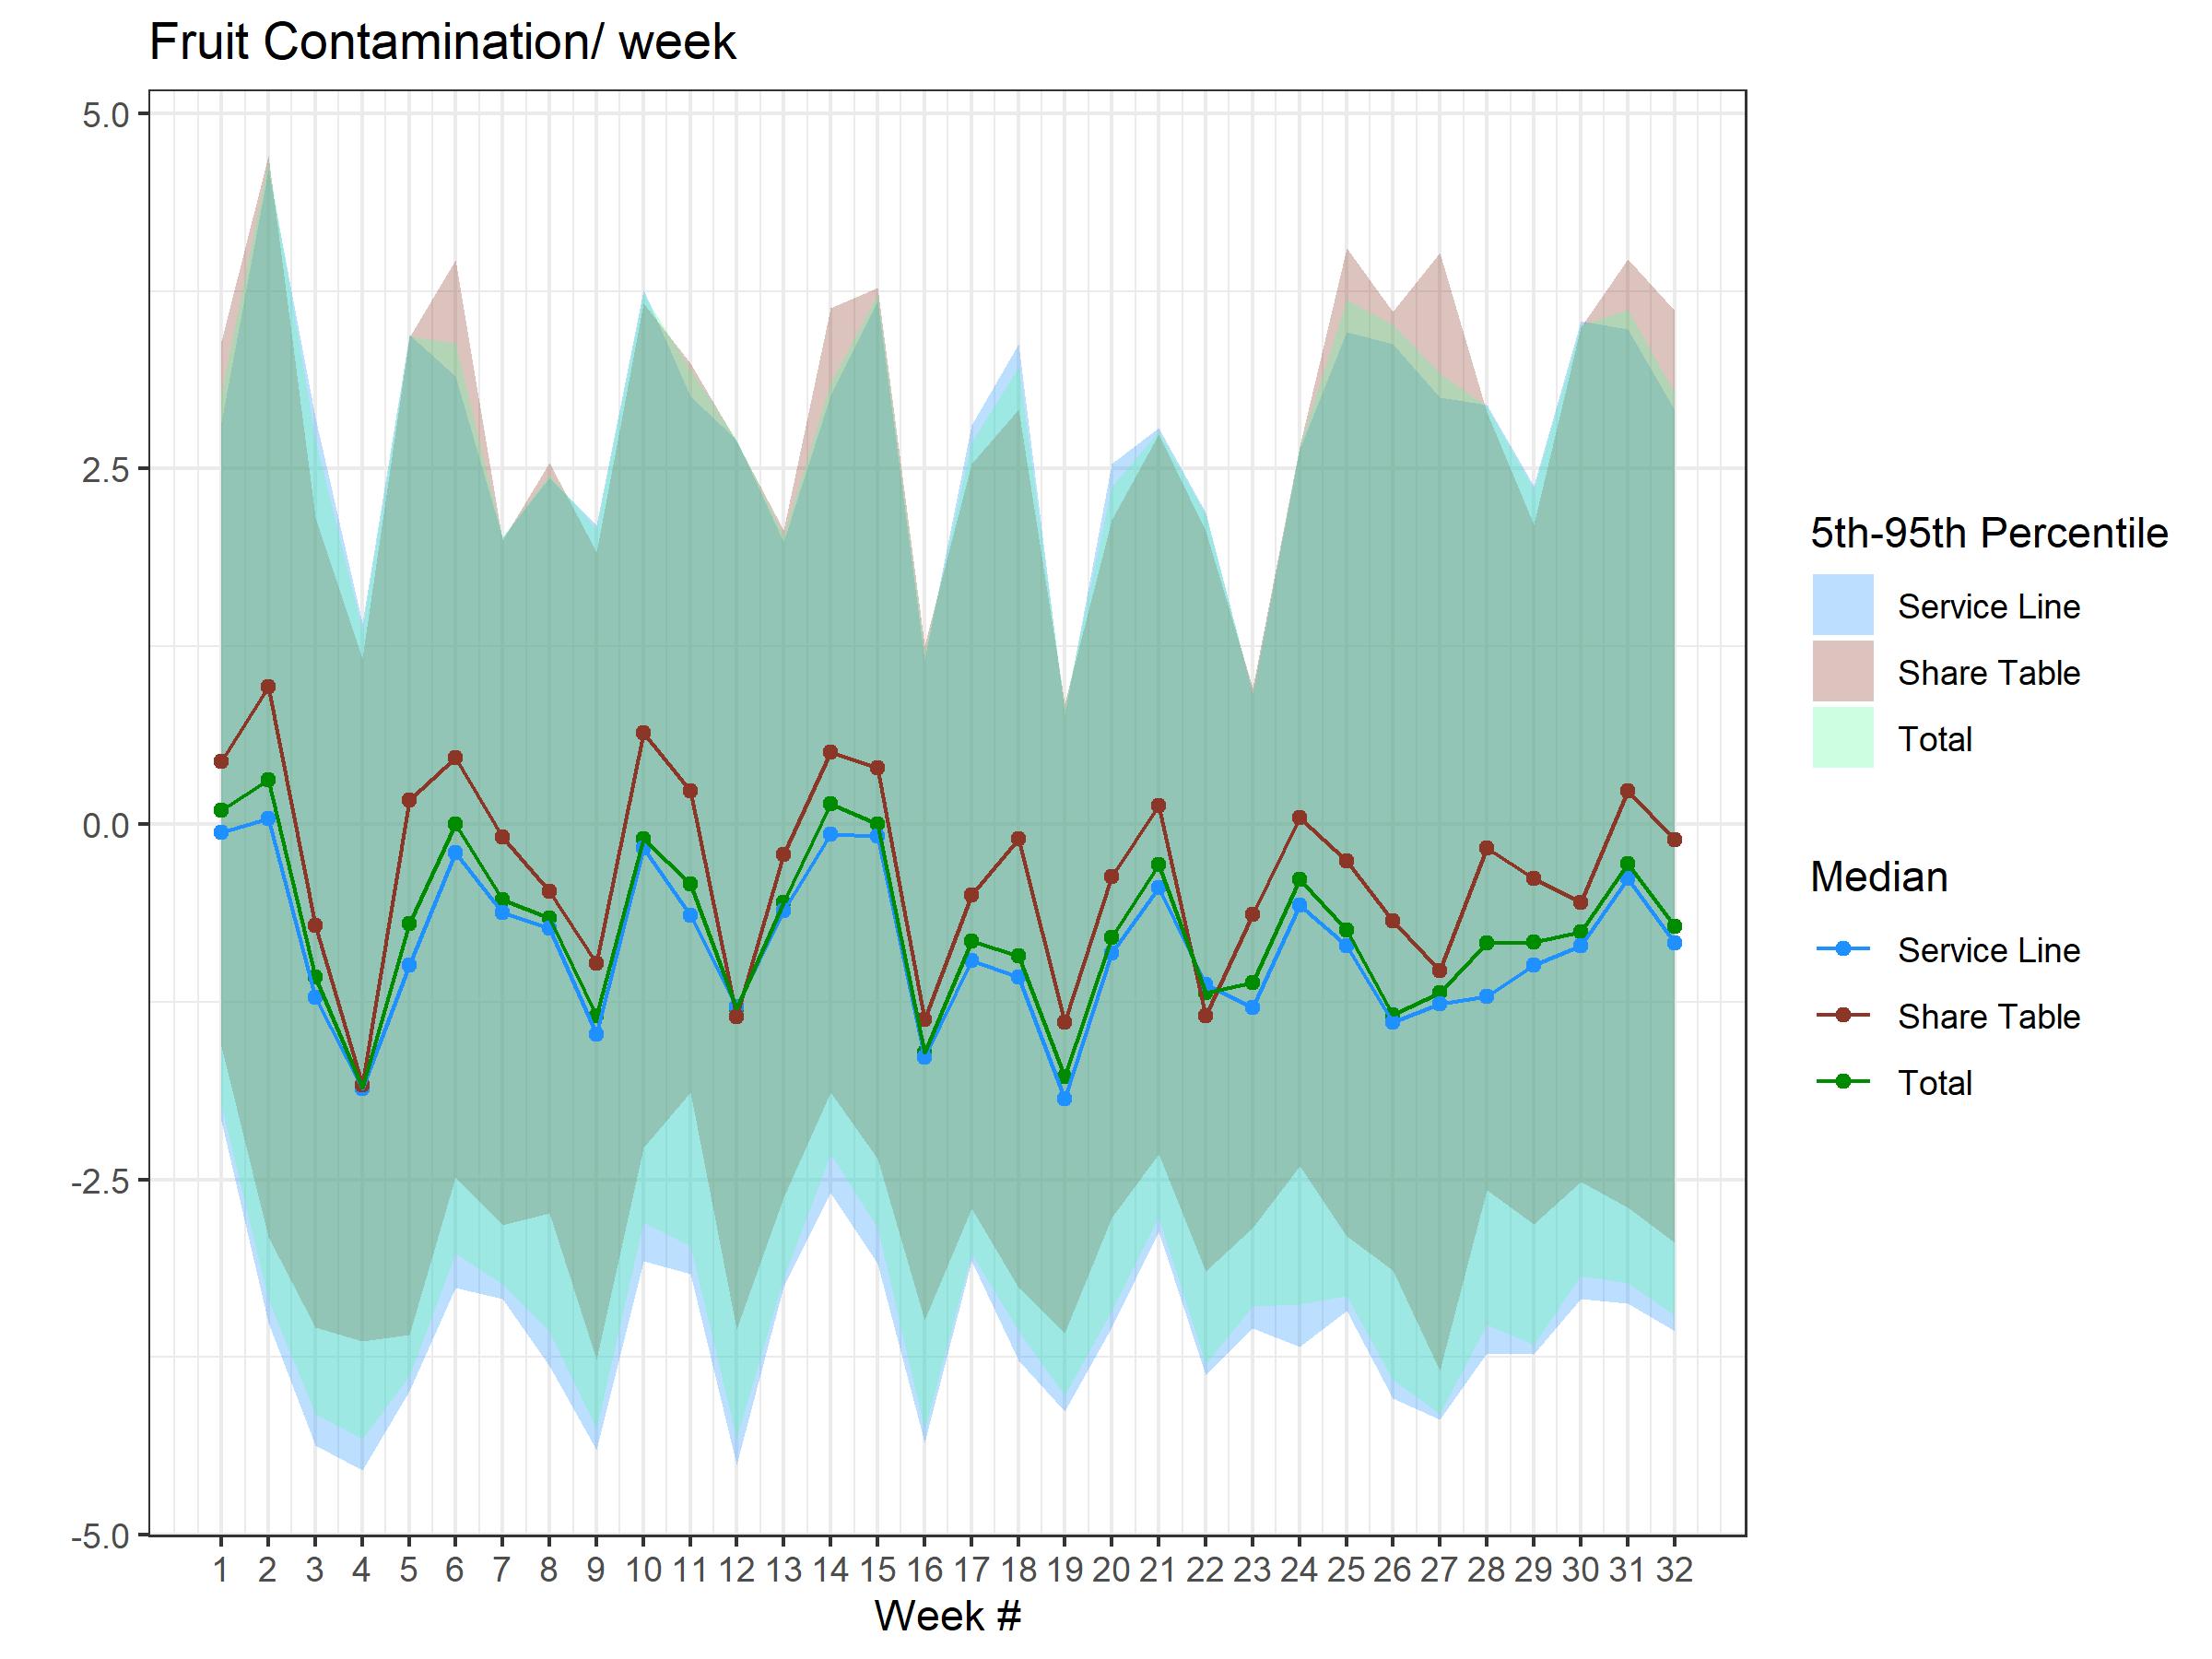 Fruit Contamination/ week
5.0
2.5
0.0
-2.5
-5.0
1 2 3 4 5 6 7 8 9 10 11 12 13 14 15 16 17 18 19 20 21 22 23 24 25 26 27 28 29 30 31 32
Week #
5th-95th Percentile
Service Line
Share Table
Total
Median
Service Line
Share Table
Total